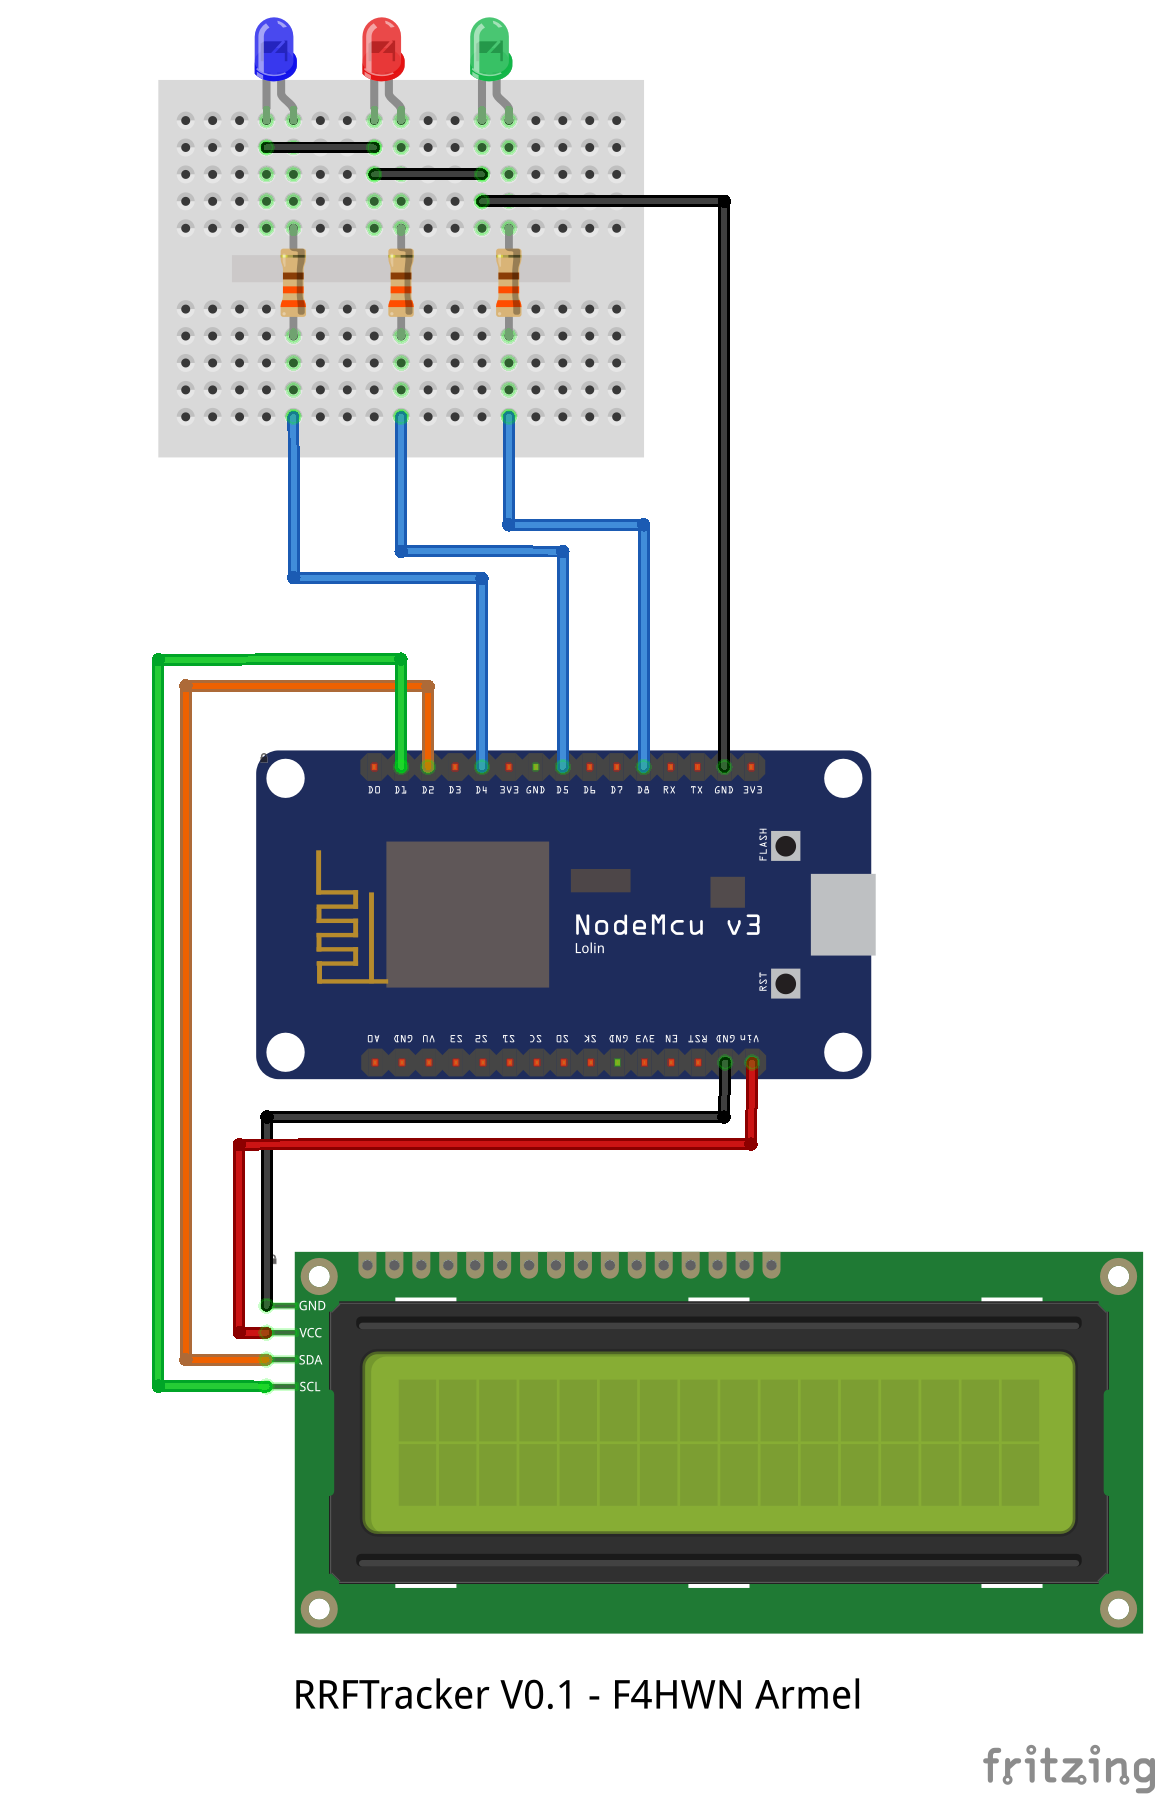 D0 D1 D2 D3 D4 3V3 GND D5 D6 D7 D8 RX TX GND 3V3
FLASH
NodeMcu v3
Lolin
RST
A0 GND VU S3 S2 S1 SC S0 SK GND 3V3 EN RST GND Vin
GND
VCC
SDA
SCL
RRFTracker V0.1 - F4HWN Armel
fritzing